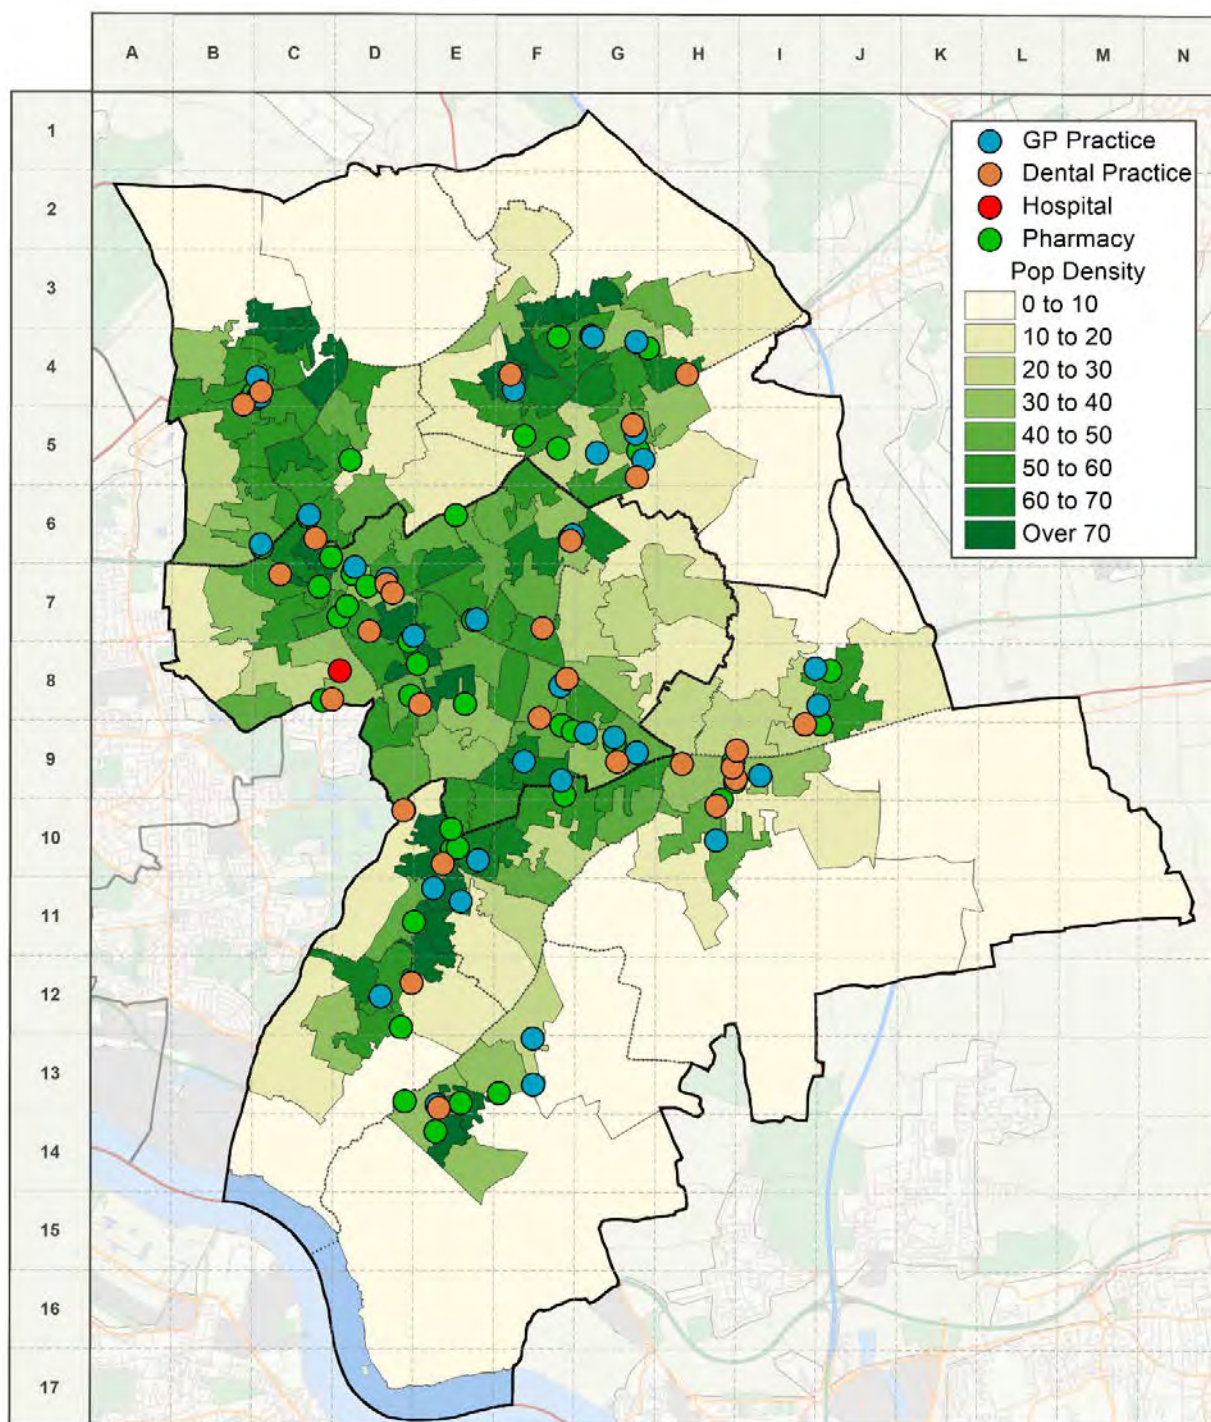 A B C D E F G H I J K L M N
1
2
3
4
5
6
7
8
9
10
11
12
13
14
15
16
17
GP Practice
Dental Practice
Hospital
Pharmacy
Pop Density
0 to 10
10 to 20
20 to 30
30 to 40
40 to 50
50 to 60
60 to 70
Over 70